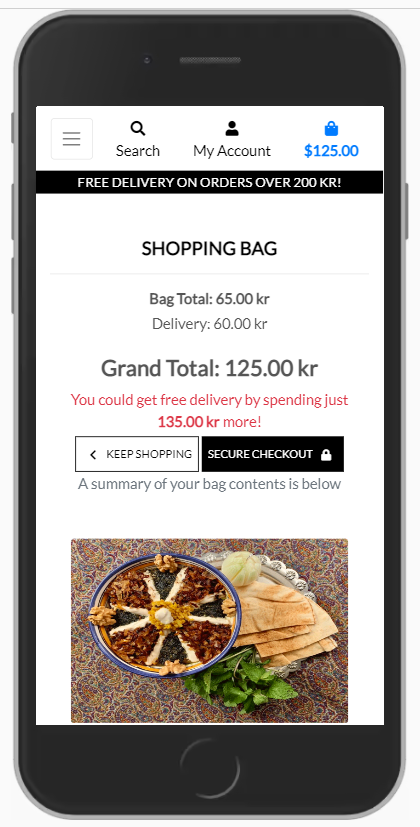 Search
My Account
$125.00
FREE DELIVERY ON ORDERS OVER 200 KR!
SHOPPING BAG
Bag Total: 65.00 kr
Delivery: 60.00 kr
Grand Total: 125.00 kr
You could get free delivery by spending just
135.00 kr more!
KEEP SHOPPING
SECURE CHECKOUT
A summary of your bag contents is below